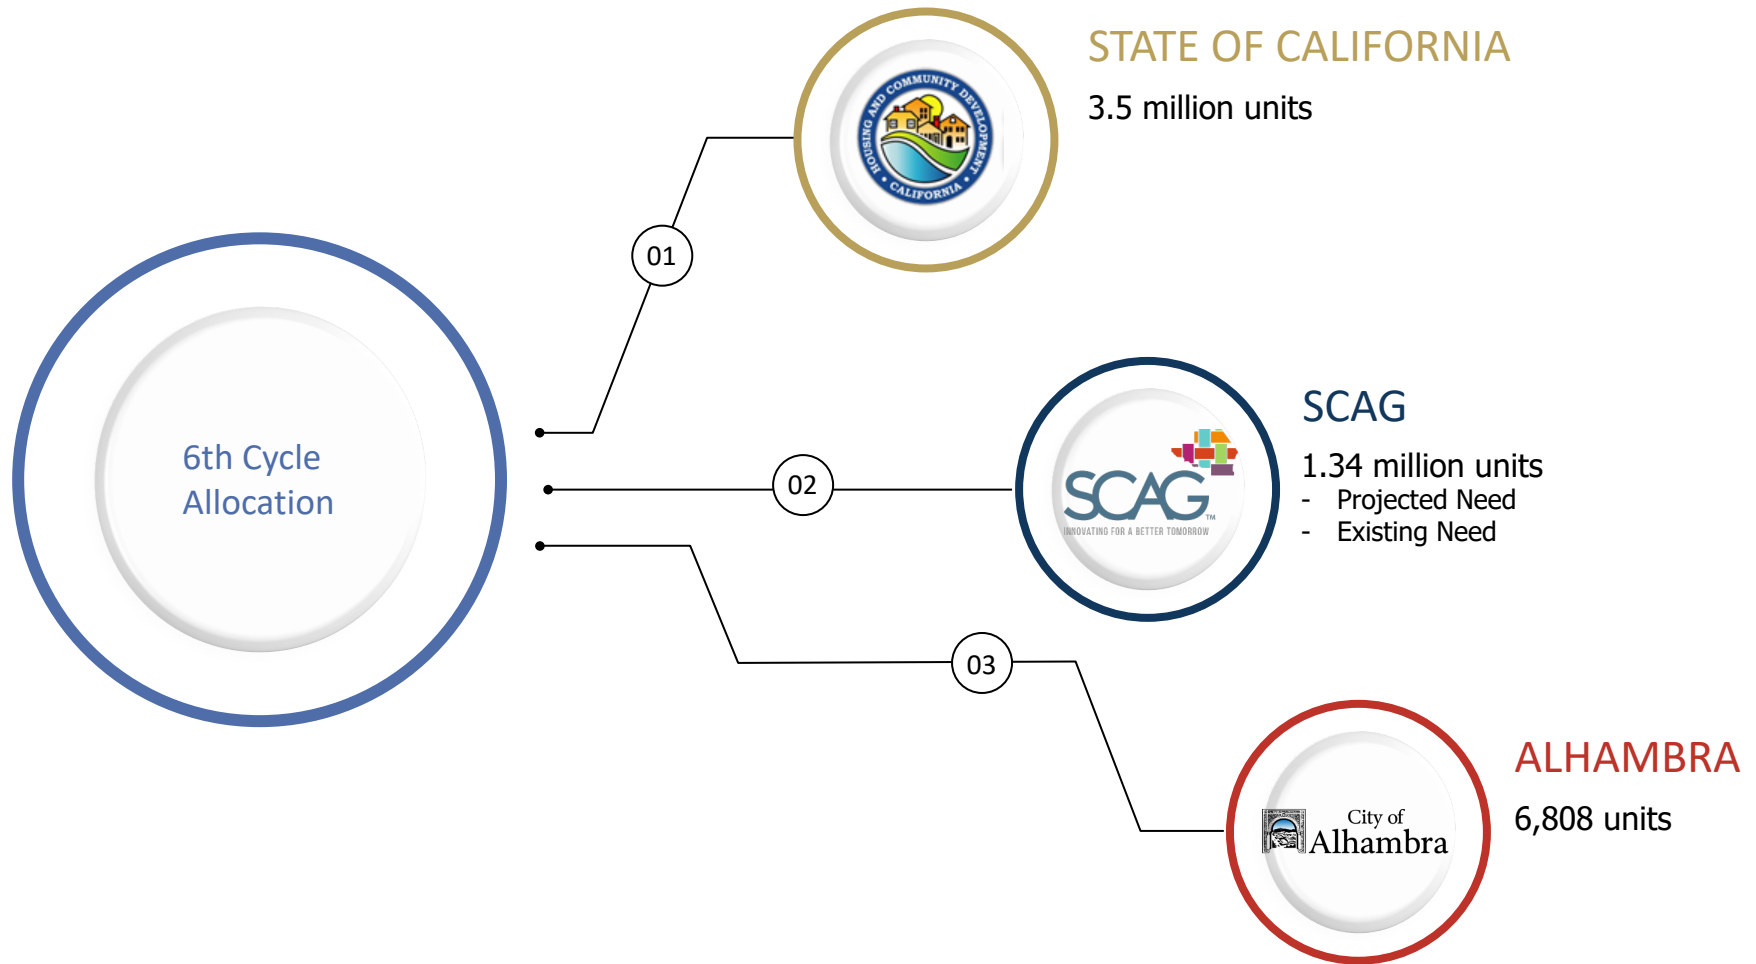 STATE OF CALIFORNIA
3.5 million units
HOUSING AND COMMUNITY DEVELOPMENT
• CALIFORNIA •
01
6th Cycle
Allocation
02
SCAG™
INNOVATING FOR A BETTER TOMORROW
SCAG
1.34 million units
- Projected Need
- Existing Need
03
City of
Alhambra
ALHAMBRA
6,808 units